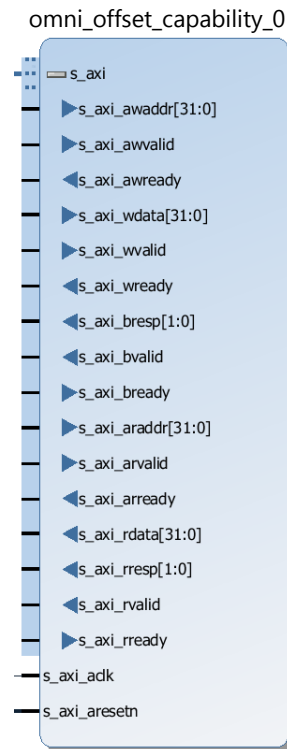 omni_offset_capability_0
s_axi
s_axi_awaddr[31:0]
s_axi_awvalid
s_axi_awready
s_axi_wdata[31:0]
s_axi_wvalid
s_axi_wready
s_axi_bresp[1:0]
s_axi_bvalid
s_axi_bready
s_axi_araddr[31:0]
s_axi_arvalid
s_axi_arready
s_axi_rdata[31:0]
s_axi_rresp[1:0]
s_axi_rvalid
s_axi_rready
s_axi_aclk
s_axi_aresetn